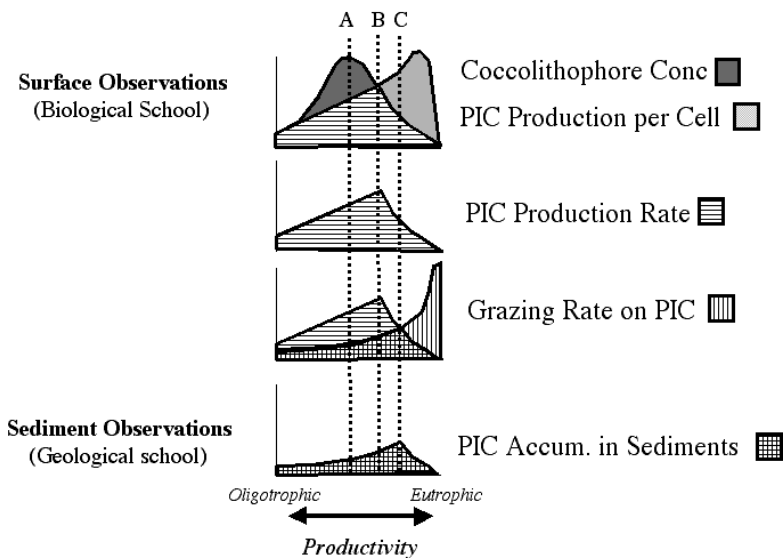 A B C
Surface Observations
(Biological School)
Coccolithophore Conc
PIC Production per Cell
PIC Production Rate
Grazing Rate on PIC
Sediment Observations
(Geological school)
PIC Accum. in Sediments
Oligotrophic
Eutrophic
Productivity